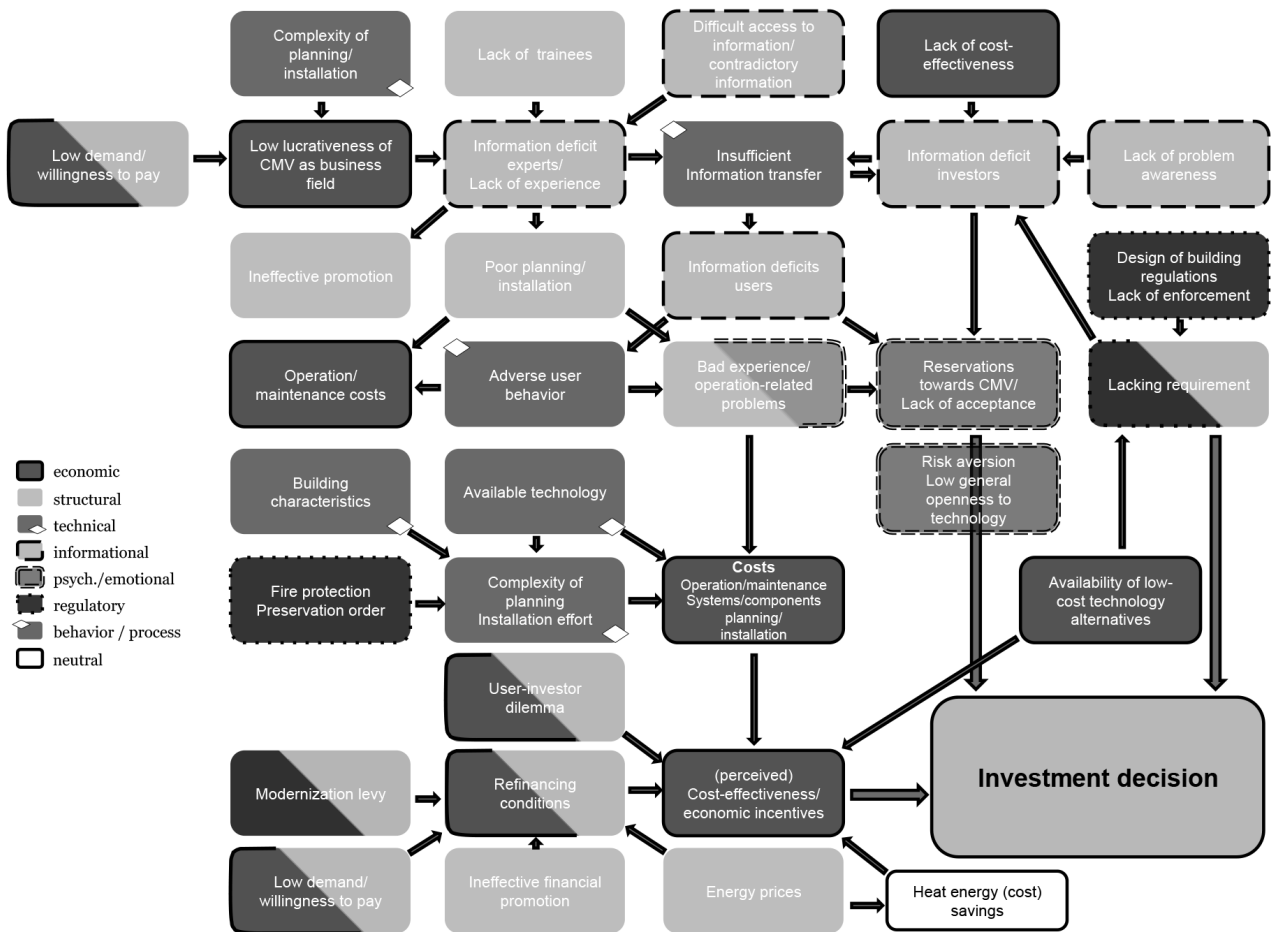 Complexity of
planning/
installation
Lack of trainees
Difficult access to
information/
contradictory
information
Lack of cost-
effectiveness
Low demand/
willingness to pay
Low lucrativeness of
CMV as business
field
Information deficit
experts/
Lack of experience
Insufficient
Information transfer
Information deficit
investors
Lack of problem
awareness
Ineffective promotion
Poor planning/
installation
Information deficits
users
Design of building
regulations
Lack of enforcement
Operation/
maintenance costs
Adverse user
behavior
Bad experience/
operation-related
problems
Reservations
towards CMV/
Lack of acceptance
Lacking requirement
economic
structural
technical
informational
psych./emotional
regulatory
behavior / process
neutral
Building
characteristics
Available technology
Risk aversion
Low general
openness to
technology
Fire protection
Preservation order
Complexity of
planning
Installation effort
Costs
Operation/maintenance
Systems/components
planning/
installation
Availability of low-
cost technology
alternatives
User-investor
dilemma
Modernization levy
Refinancing
conditions
(perceived)
Cost-effectiveness/
economic incentives
Investment decision
Low demand/
willingness to pay
Ineffective financial
promotion
Energy prices
Heat energy (cost)
savings